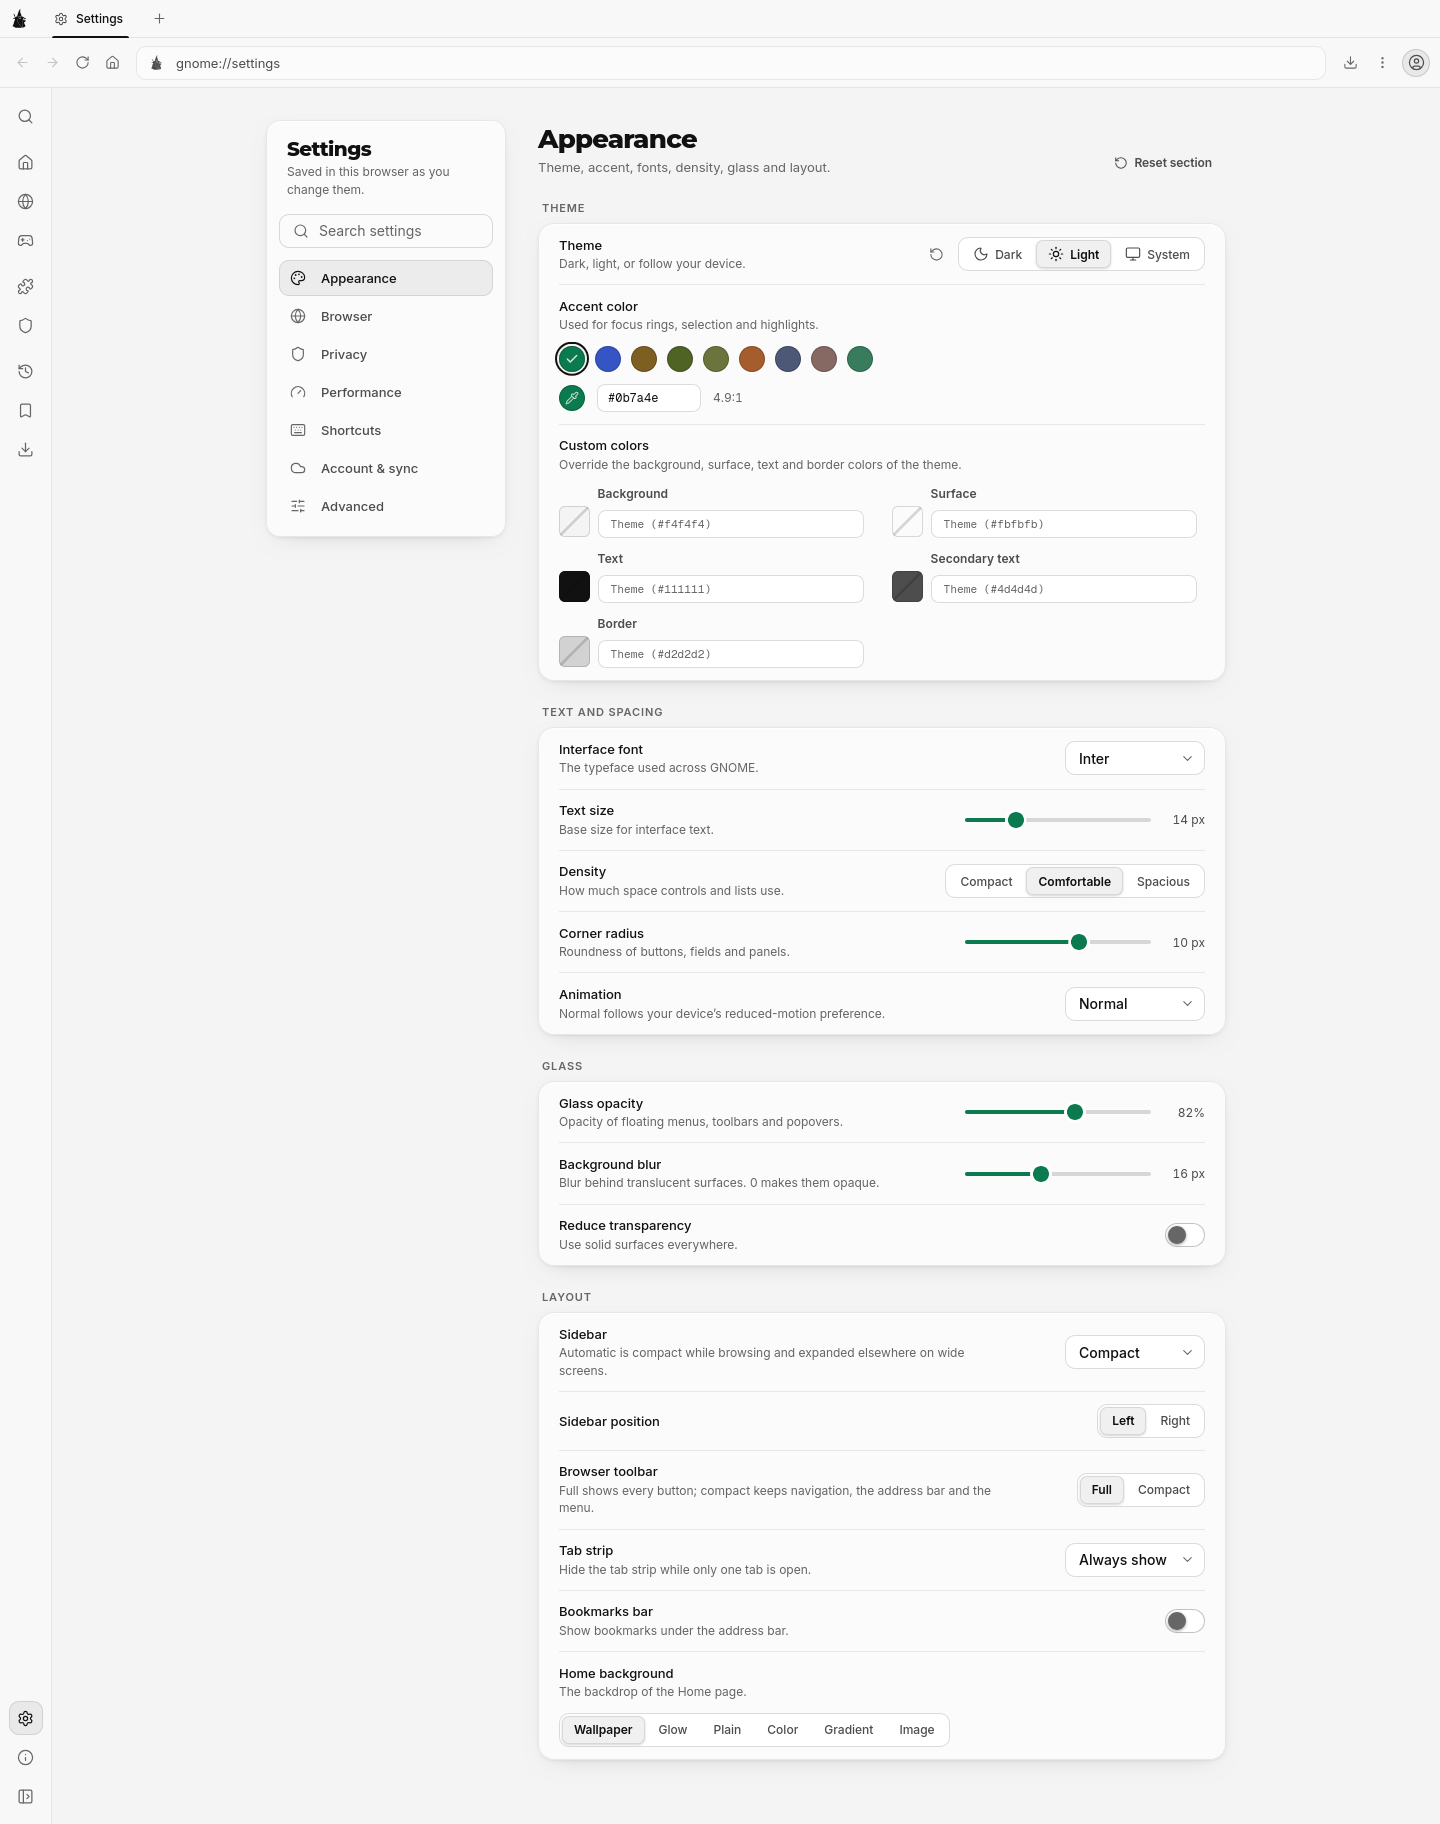 Settings
gnome://settings
Settings
Saved in this browser as you
change them.
Search settings
Appearance
Browser
Privacy
Performance
Shortcuts
Account & sync
Advanced
Appearance
Theme, accent, fonts, density, glass and layout.
Reset section
THEME
Theme
Dark, light, or follow your device.
Dark Light System
Accent color
Used for focus rings, selection and highlights.
#0b7a4e 4.9:1
Custom colors
Override the background, surface, text and border colors of the theme.
Background Surface
Theme (#f4f4f4) Theme (#fbfbfb)
Text Secondary text
Theme (#111111) Theme (#4d4d4d)
Border
Theme (#d2d2d2)
TEXT AND SPACING
Interface font
The typeface used across GNOME.
Inter
Text size
Base size for interface text.
14 px
Density
How much space controls and lists use.
Compact Comfortable Spacious
Corner radius
Roundness of buttons, fields and panels.
10 px
Animation
Normal follows your device’s reduced-motion preference.
Normal
GLASS
Glass opacity
Opacity of floating menus, toolbars and popovers.
82%
Background blur
Blur behind translucent surfaces. 0 makes them opaque.
16 px
Reduce transparency
Use solid surfaces everywhere.
LAYOUT
Sidebar
Automatic is compact while browsing and expanded elsewhere on wide
screens.
Compact
Sidebar position
Left Right
Browser toolbar
Full shows every button; compact keeps navigation, the address bar and the
menu.
Full Compact
Tab strip
Hide the tab strip while only one tab is open.
Always show
Bookmarks bar
Show bookmarks under the address bar.
Home background
The backdrop of the Home page.
Wallpaper Glow Plain Color Gradient Image